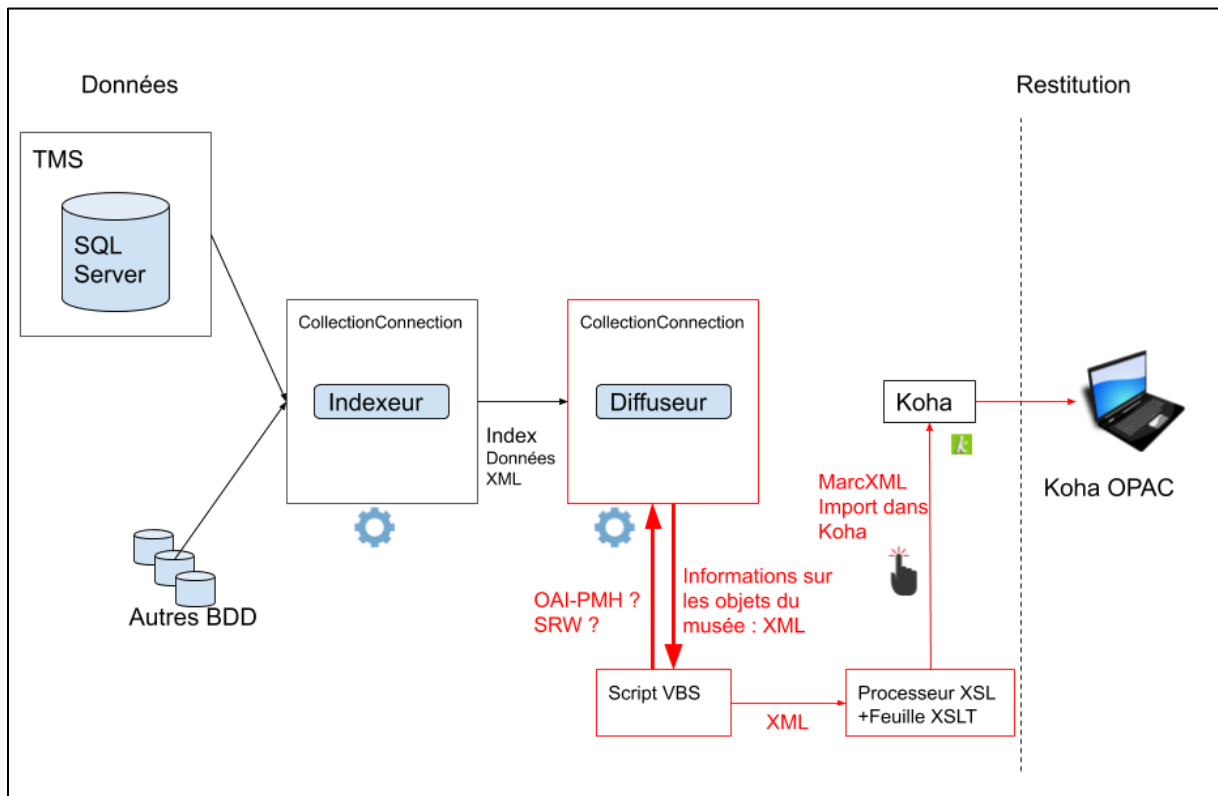 Données
Restitution
TMS
SQL
Server
CollectionConnection
Indexeur
Index
Données
XML
CollectionConnection
Diffuseur
Koha
k
MarcXML
Import dans
Koha
Koha OPAC
Autres BDD
OAI-PMH ?
SRW ?
Informations sur
les objets du
musée : XML
Script VBS
XML
Processeur XSL
+Feuille XSLT